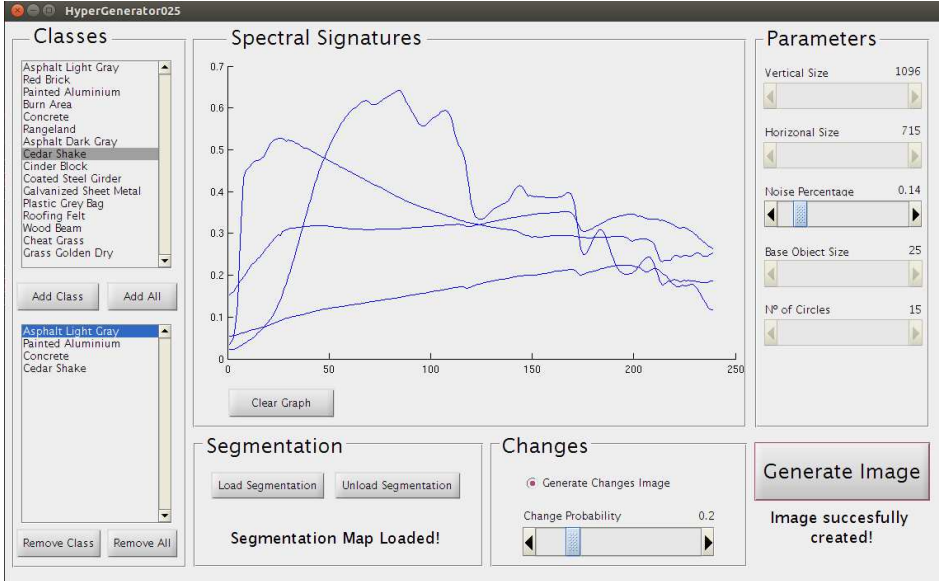 HyperGenerator025
Classes
Asphalt Light Gray
Red Brick
Painted Aluminium
Burn Area
Concrete
Rangeland
Asphalt Dark Gray
Cedar Shake
Cinder Block
Coated Steel Girder
Galvanized Sheet Metal
Plastic Grey Bag
Roofing Felt
Wood Beam
Cheat Grass
Grass Golden Dry
Add Class
Add All
Asphalt Light Gray
Painted Aluminium
Concrete
Cedar Shake
Remove Class
Remove All
Spectral Signatures
0.7
0.6
0.5
0.4
0.3
0.2
0.1
0
0 50 100 150 200 250
Clear Graph
Segmentation
Load Segmentation
Unload Segmentation
Segmentation Map Loaded!
Changes
Generate Changes Image
Change Probability 0.2
Parameters
Vertical Size 1096
Horizonal Size 715
Noise Percentage 0.14
Base Object Size 25
Nº of Circles 15
Generate Image
Image succesfully
created!